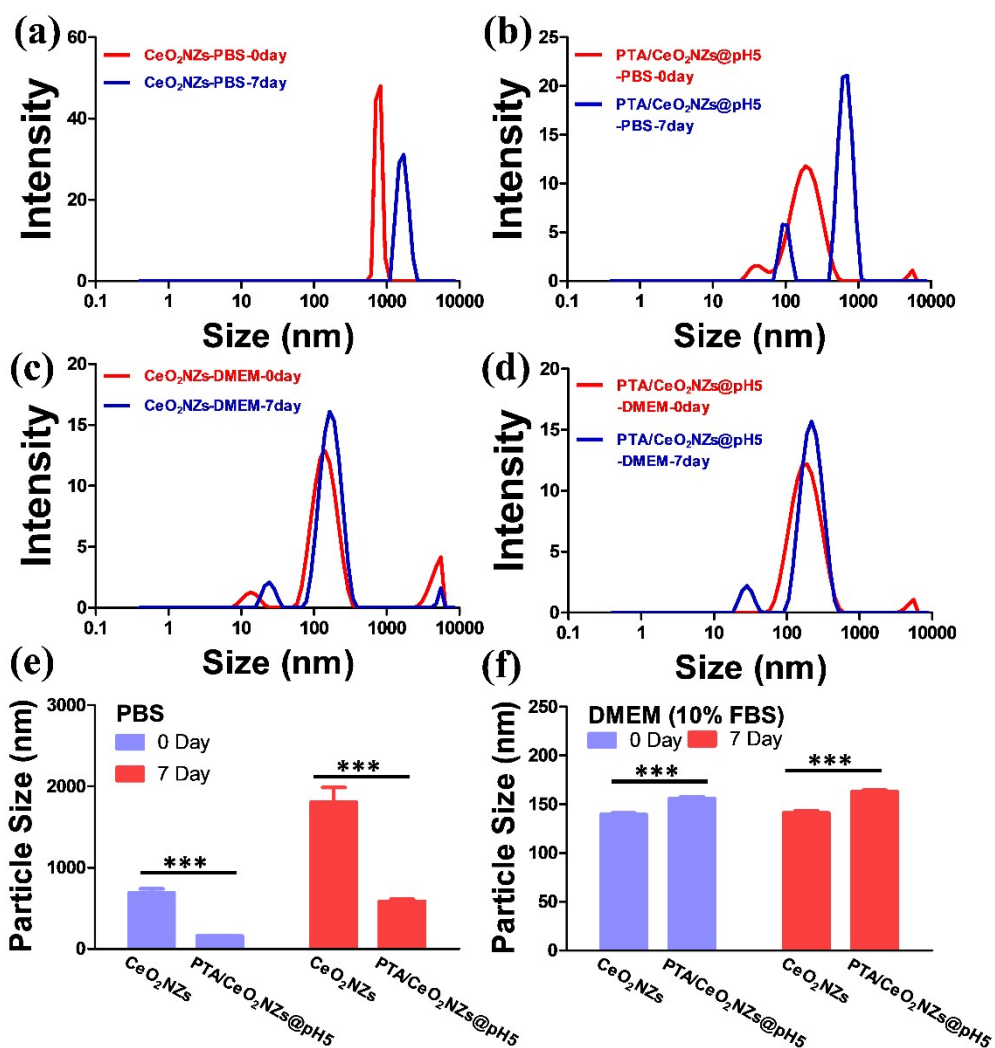 (a)
60
40
20
0
Intensity
CeO₂NZs-PBS-0day
CeO₂NZs-PBS-7day
0.1 1 10 100 1000 10000
Size (nm)
(b)
25
20
15
10
5
0
Intensity
PTA/CeO₂NZs@pH5
-PBS-0day
PTA/CeO₂NZs@pH5
-PBS-7day
0.1 1 10 100 1000 10000
Size (nm)
(c)
20
15
10
5
0
Intensity
CeO₂NZs-DMEM-0day
CeO₂NZs-DMEM-7day
0.1 1 10 100 1000 10000
Size (nm)
(d)
20
15
10
5
0
Intensity
PTA/CeO₂NZs@pH5
-DMEM-0day
PTA/CeO₂NZs@pH5
-DMEM-7day
0.1 1 10 100 1000 10000
Size (nm)
(e)
3000
2000
1000
0
Particle Size (nm)
PBS
0 Day
7 Day
***
***
CeO₂NZs
PTA/CeO₂NZs@pH5
CeO₂NZs
PTA/CeO₂NZs@pH5
(f)
250
200
150
100
50
0
Particle Size (nm)
DMEM (10% FBS)
0 Day 7 Day
***
***
CeO₂NZs
PTA/CeO₂NZs@pH5
CeO₂NZs
PTA/CeO₂NZs@pH5